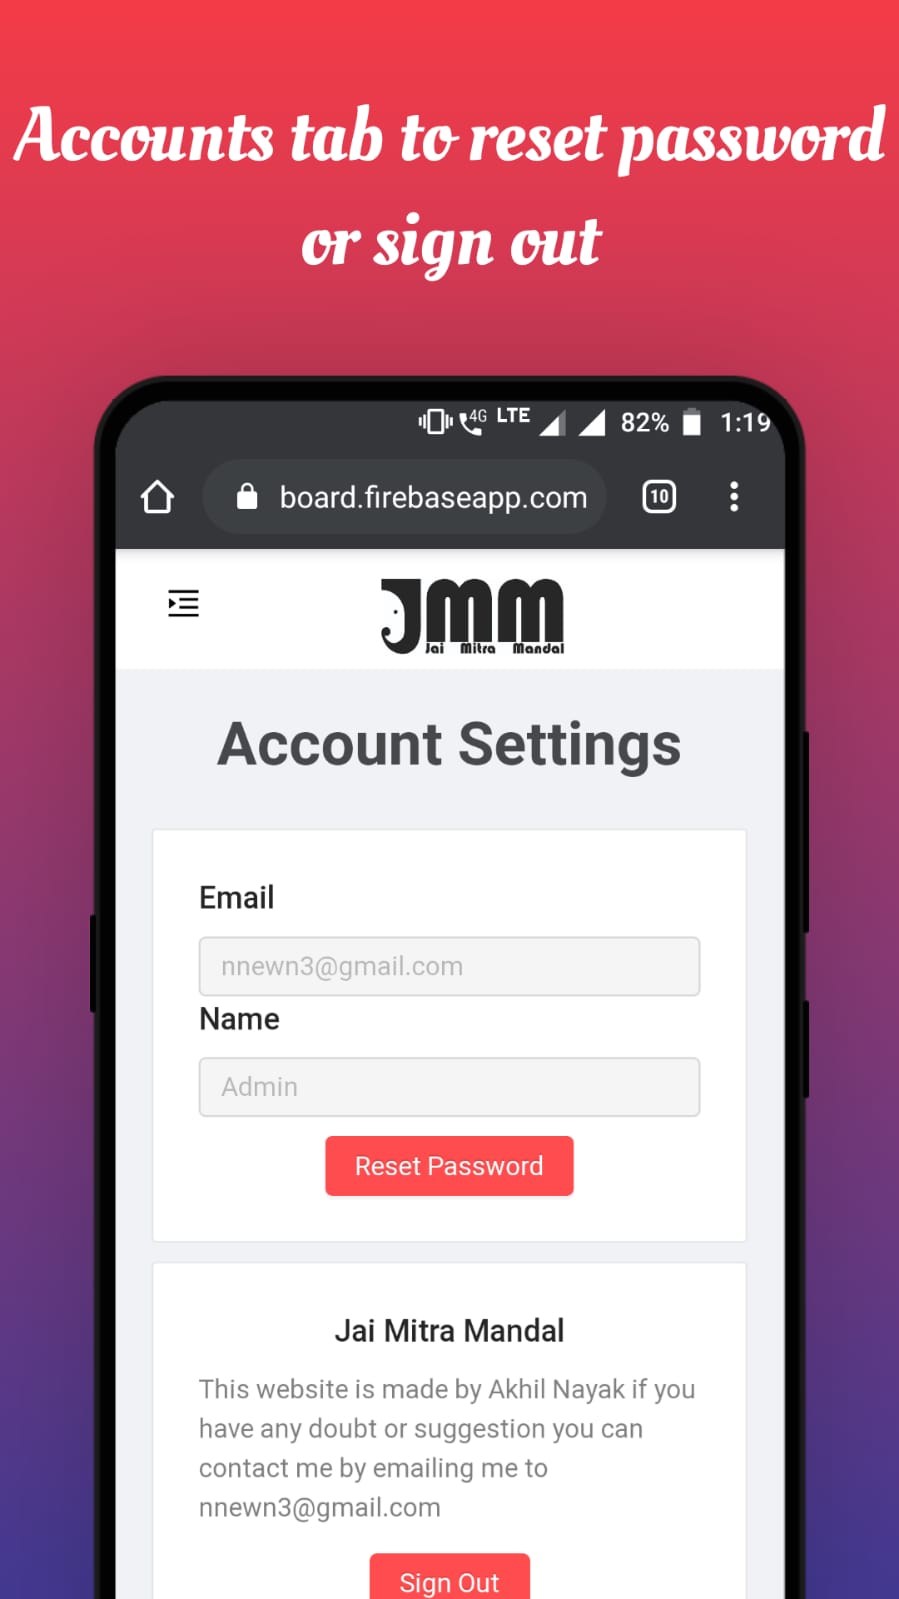 Accounts tab to reset password
or sign out
4G LTE 82% 1:19
board.firebaseapp.com 10
JMM
Jai Mitra Mandal
Account Settings
Email
nnewn3@gmail.com
Name
Admin
Reset Password
Jai Mitra Mandal
This website is made by Akhil Nayak if you
have any doubt or suggestion you can
contact me by emailing me to
nnewn3@gmail.com
Sign Out